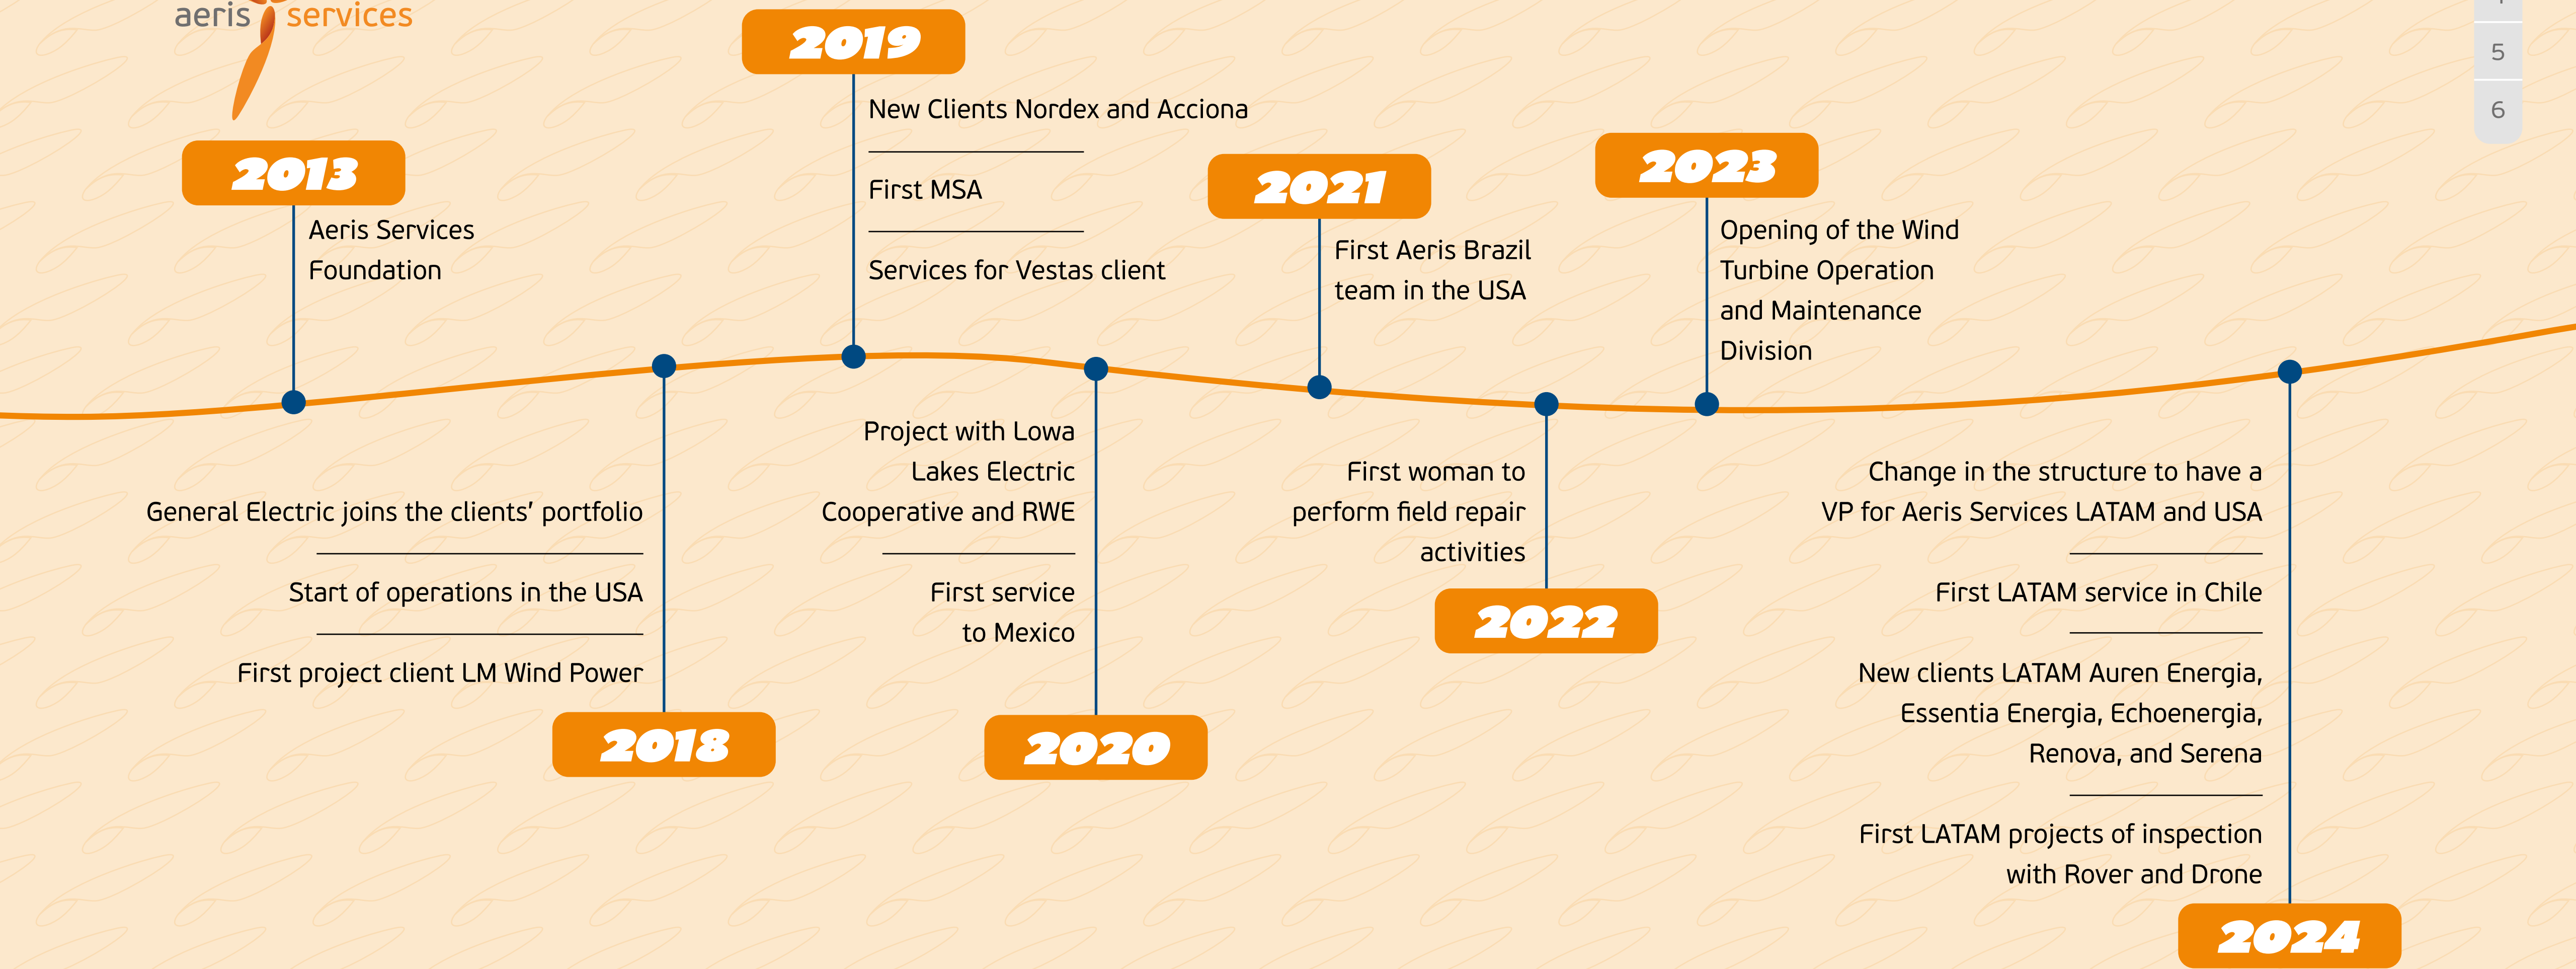 aeris services
2013
Aeris Services
Foundation
General Electric joins the clients’ portfolio
Start of operations in the USA
First project client LM Wind Power
2018
2019
New Clients Nordex and Acciona
First MSA
Services for Vestas client
Project with Lowa
Lakes Electric
Cooperative and RWE
First service
to Mexico
2020
2021
First Aeris Brazil
team in the USA
First woman to
perform field repair
activities
2022
2023
Opening of the Wind
Turbine Operation
and Maintenance
Division
Change in the structure to have a
VP for Aeris Services LATAM and USA
First LATAM service in Chile
New clients LATAM Auren Energia,
Essentia Energia, Echoenergia,
Renova, and Serena
First LATAM projects of inspection
with Rover and Drone
2024
5
6